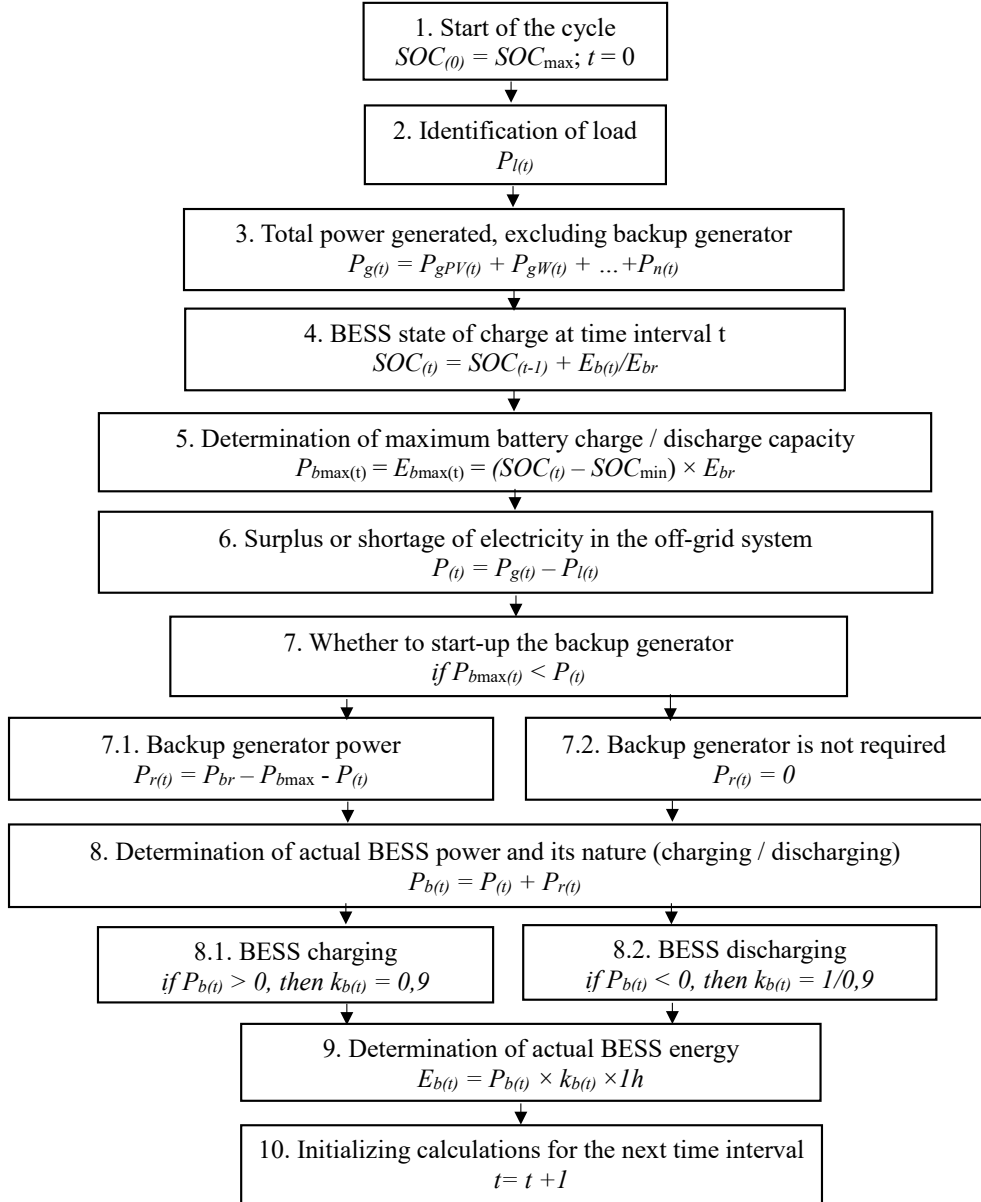 1. Start of the cycle
SOC(0) = SOCmax; t = 0
2. Identification of load
Pl(t)
3. Total power generated, excluding backup generator
Pg(t) = PgPV(t) + PgW(t) + …+Pn(t)
4. BESS state of charge at time interval t
SOC(t) = SOC(t-1) + Eb(t)/Ebr
5. Determination of maximum battery charge / discharge capacity
Pbmax(t) = Ebmax(t) = (SOC(t) – SOCmin) × Ebr
6. Surplus or shortage of electricity in the off-grid system
P(t) = Pg(t) – Pl(t)
7. Whether to start-up the backup generator
if Pbmax(t) < P(t)
7.1. Backup generator power
Pr(t) = Pbr – Pbmax - P(t)
7.2. Backup generator is not required
Pr(t) = 0
8. Determination of actual BESS power and its nature (charging / discharging)
Pb(t) = P(t) + Pr(t)
8.1. BESS charging
if Pb(t) > 0, then kb(t) = 0,9
8.2. BESS discharging
if Pb(t) < 0, then kb(t) = 1/0,9
9. Determination of actual BESS energy
Eb(t) = Pb(t) × kb(t) ×1h
10. Initializing calculations for the next time interval
t= t +1